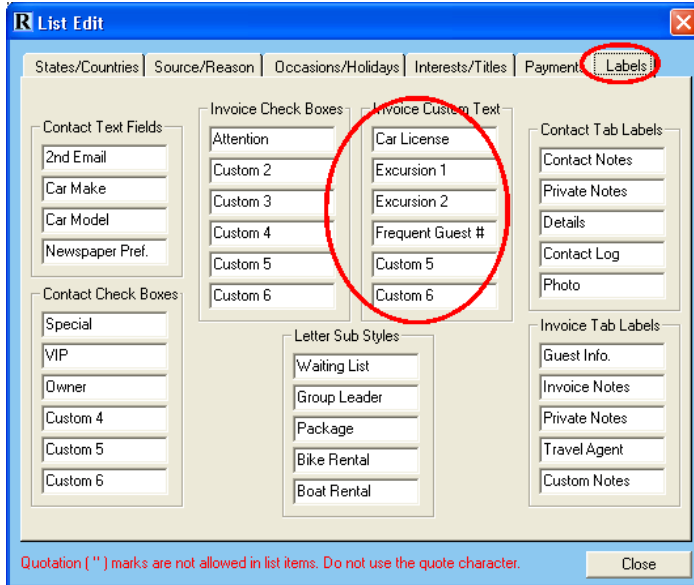 R List Edit
States/Countries
Source/Reason
Occasions/Holidays
Interests/Titles
Payment
Labels
Contact Text Fields
2nd Email
Car Make
Car Model
Newspaper Pref.
Contact Check Boxes
Special
VIP
Owner
Custom 4
Custom 5
Custom 6
Invoice Check Boxes
Attention
Custom 2
Custom 3
Custom 4
Custom 5
Custom 6
Invoice Custom Text
Car License
Excursion 1
Excursion 2
Frequent Guest #
Custom 5
Custom 6
Letter Sub Styles
Waiting List
Group Leader
Package
Bike Rental
Boat Rental
Contact Tab Labels
Contact Notes
Private Notes
Details
Contact Log
Photo
Invoice Tab Labels
Guest Info.
Invoice Notes
Private Notes
Travel Agent
Custom Notes
Quotation ( " ) marks are not allowed in list items. Do not use the quote character.
Close